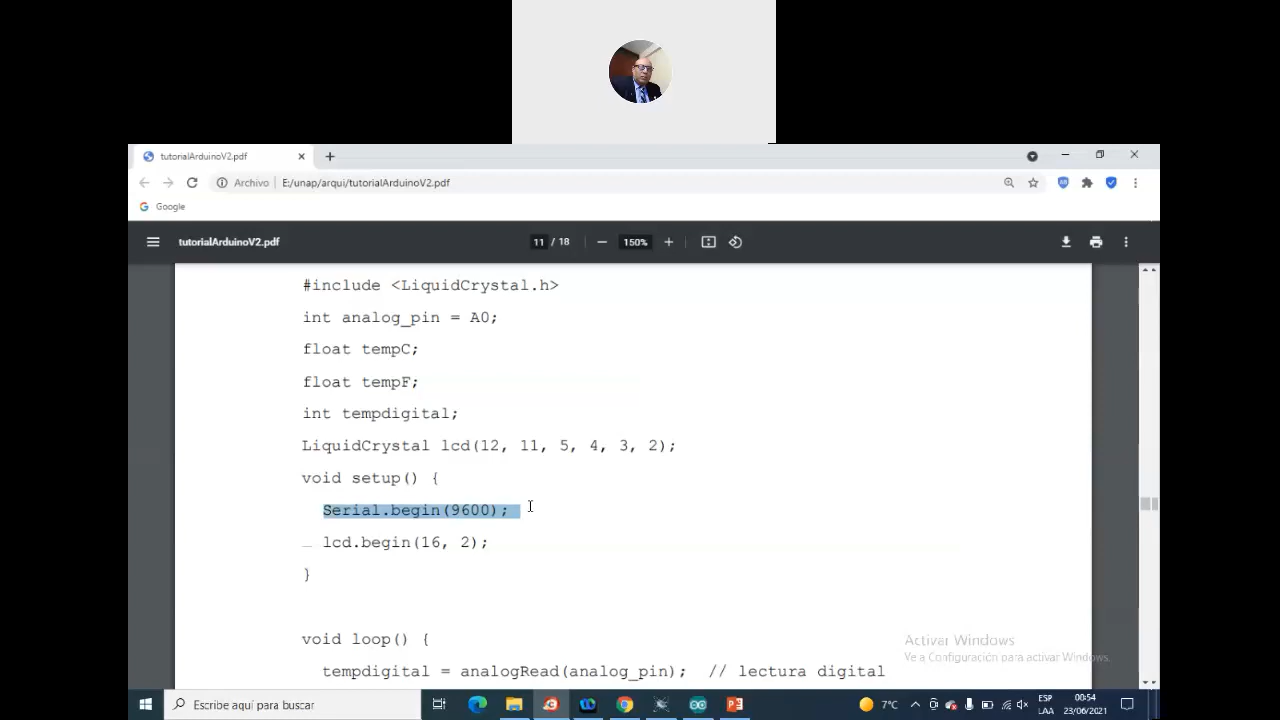 tutorialArduinoV2.pdf
Archivo E:/unap/arqui/tutorialArduinoV2.pdf
Google
tutorialArduinoV2.pdf 11 / 18 150%
#include <LiquidCrystal.h>
int analog_pin = A0;
float tempC;
float tempF;
int tempdigital;
LiquidCrystal lcd(12, 11, 5, 4, 3, 2);
void setup() {
Serial.begin(9600);
lcd.begin(16, 2);
}
void loop() {
tempdigital = analogRead(analog_pin); // lectura digital
Activar Windows
Ve a Configuración para activar Windows.
Escribe aquí para buscar
7°C
ESP
LAA
00:54
23/06/2021